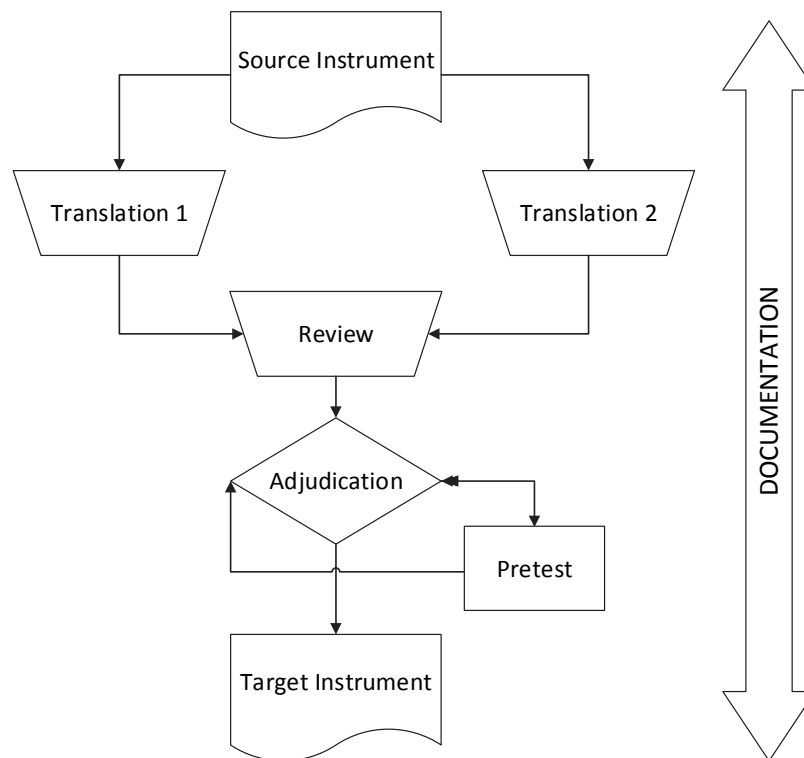 Source Instrument
Translation 1
Translation 2
Review
Adjudication
Pretest
Target Instrument
DOCUMENTATION